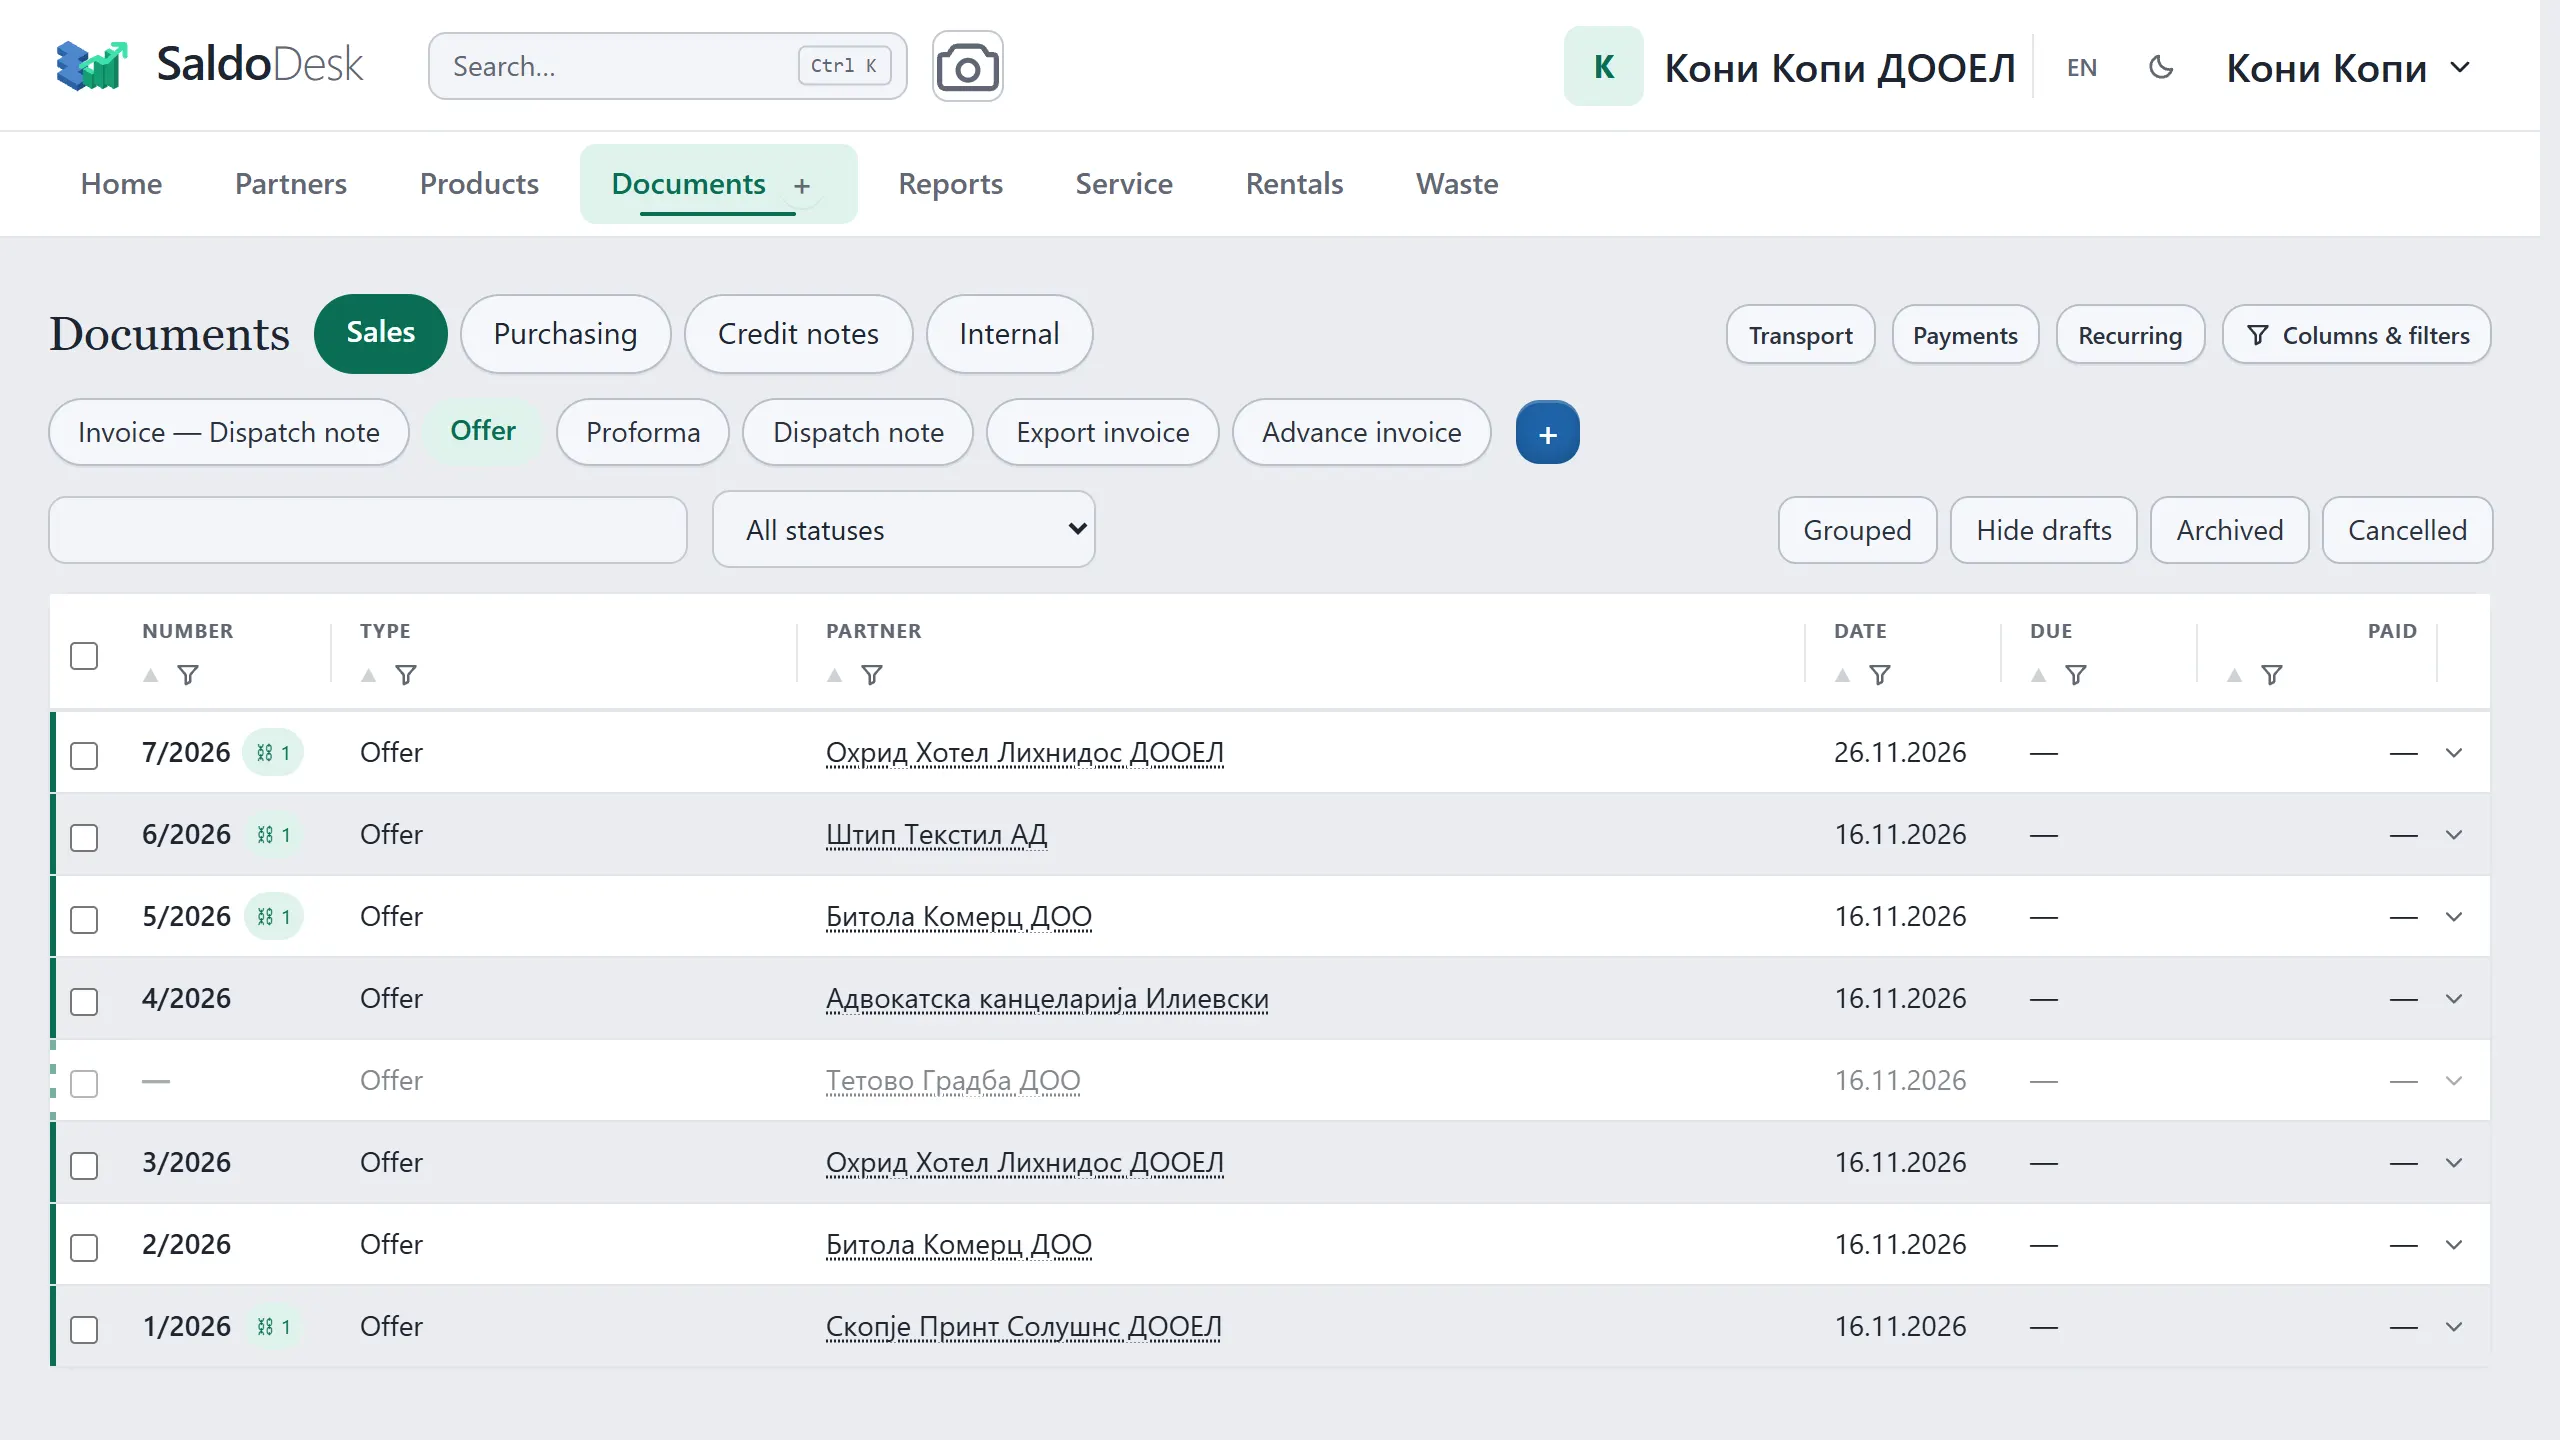 SaldoDesk Search... Ctrl K K Кони Копи ДООЕЛ EN Кони Копи
Home Partners Products Documents + Reports Service Rentals Waste
Documents Sales Purchasing Credit notes Internal Transport Payments Recurring Columns & filters
Invoice — Dispatch note Offer Proforma Dispatch note Export invoice Advance invoice +
All statuses Grouped Hide drafts Archived Cancelled
NUMBER TYPE PARTNER DATE DUE PAID
7/2026 1 Offer Охрид Хотел Лихнидос ДООЕЛ 26.11.2026 — —
6/2026 1 Offer Штип Текстил АД 16.11.2026 — —
5/2026 1 Offer Битола Комерц ДОО 16.11.2026 — —
4/2026 Offer Адвокатска канцеларија Илиевски 16.11.2026 — —
— Offer Тетово Градба ДОО 16.11.2026 — —
3/2026 Offer Охрид Хотел Лихнидос ДООЕЛ 16.11.2026 — —
2/2026 Offer Битола Комерц ДОО 16.11.2026 — —
1/2026 1 Offer Скопје Принт Солушнс ДООЕЛ 16.11.2026 — —